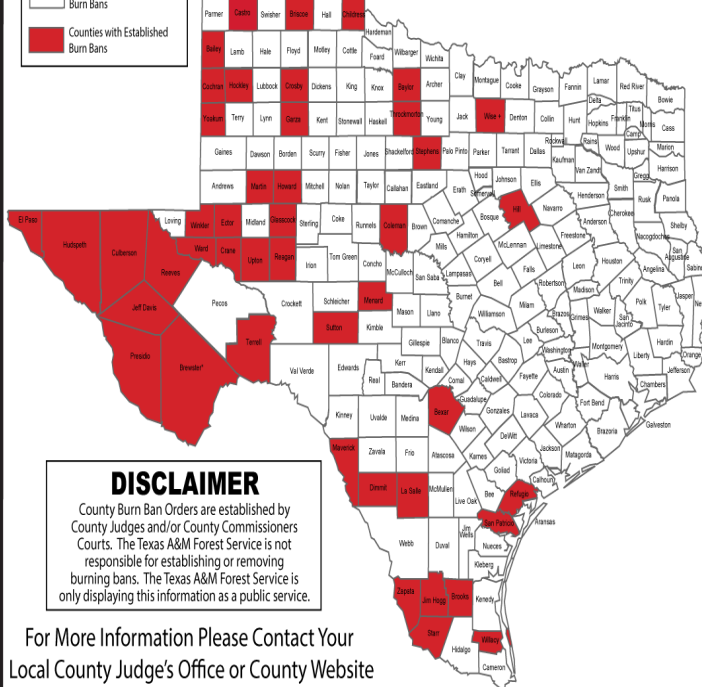 Burn Bans
Counties with Established
Burn Bans
Parmer Castro Swisher Briscoe Hall Childress
Hardeman
Bailey Lamb Hale Floyd Motley Cottle Foard Wilbarger Wichita
Clay Montague Cooke Grayson Fannin Lamar Red River Bowie
Cochran Hockley Lubbock Crosby Dickens King Knox Baylor Archer
Delta Titus Franklin Morris Cass
Yoakum Terry Lynn Garza Kent Stonewall Haskell Throckmorton Young Jack Wise + Denton Collin Hunt Hopkins Camp
Rockwall Rains Wood Upshur Marion
Gaines Dawson Borden Scurry Fisher Jones Shackelford Stephens Palo Pinto Parker Tarrant Dallas Kaufman Van Zandt Gregg Harrison
Andrews Martin Howard Mitchell Nolan Taylor Callahan Eastland Erath Hood Somervell Johnson Ellis Henderson Smith Rusk Panola
El Paso Hudspeth Culberson Reeves Loving Winkler Ector Midland Glasscock Sterling Coke Runnels Coleman Brown Comanche Bosque Hill Navarro Anderson Cherokee Shelby
Hamilton Freestone Nacogdoches San Augustine
Ward Crane Upton Reagan Irion Tom Green Concho McCulloch San Saba Mills Lampasas Coryell McLennan Limestone Falls Leon Houston Angelina Sabine
Jeff Davis Pecos Crockett Schleicher Menard Mason Llano Burnet Bell Milam Robertson Madison Trinity Polk Tyler Jasper
Presidio Brewster* Terrell Sutton Kimble Gillespie Blanco Williamson Travis Burleson Brazos Grimes Walker San Jacinto Hardin
Lee Washington Montgomery Liberty Orange
Val Verde Edwards Real Kerr Bandera Kendall Hays Comal Caldwell Bastrop Fayette Austin Waller Harris Jefferson Chambers
Kinney Uvalde Medina Bexar Guadalupe Gonzales Lavaca Colorado Fort Bend Galveston
Wilson DeWitt Wharton Brazoria
Maverick Zavala Frio Atascosa Karnes Goliad Victoria Jackson Matagorda
Dimmit La Salle McMullen Live Oak Bee Refugio Calhoun
San Patricio Aransas
Webb Duval Jim Wells Nueces
Kleberg
Zapata Jim Hogg Brooks Kenedy
Starr Hidalgo Willacy
Cameron
DISCLAIMER
County Burn Ban Orders are established by
County Judges and/or County Commissioners
Courts. The Texas A&M Forest Service is not
responsible for establishing or removing
burning bans. The Texas A&M Forest Service is
only displaying this information as a public service.
For More Information Please Contact Your
Local County Judge's Office or County Website